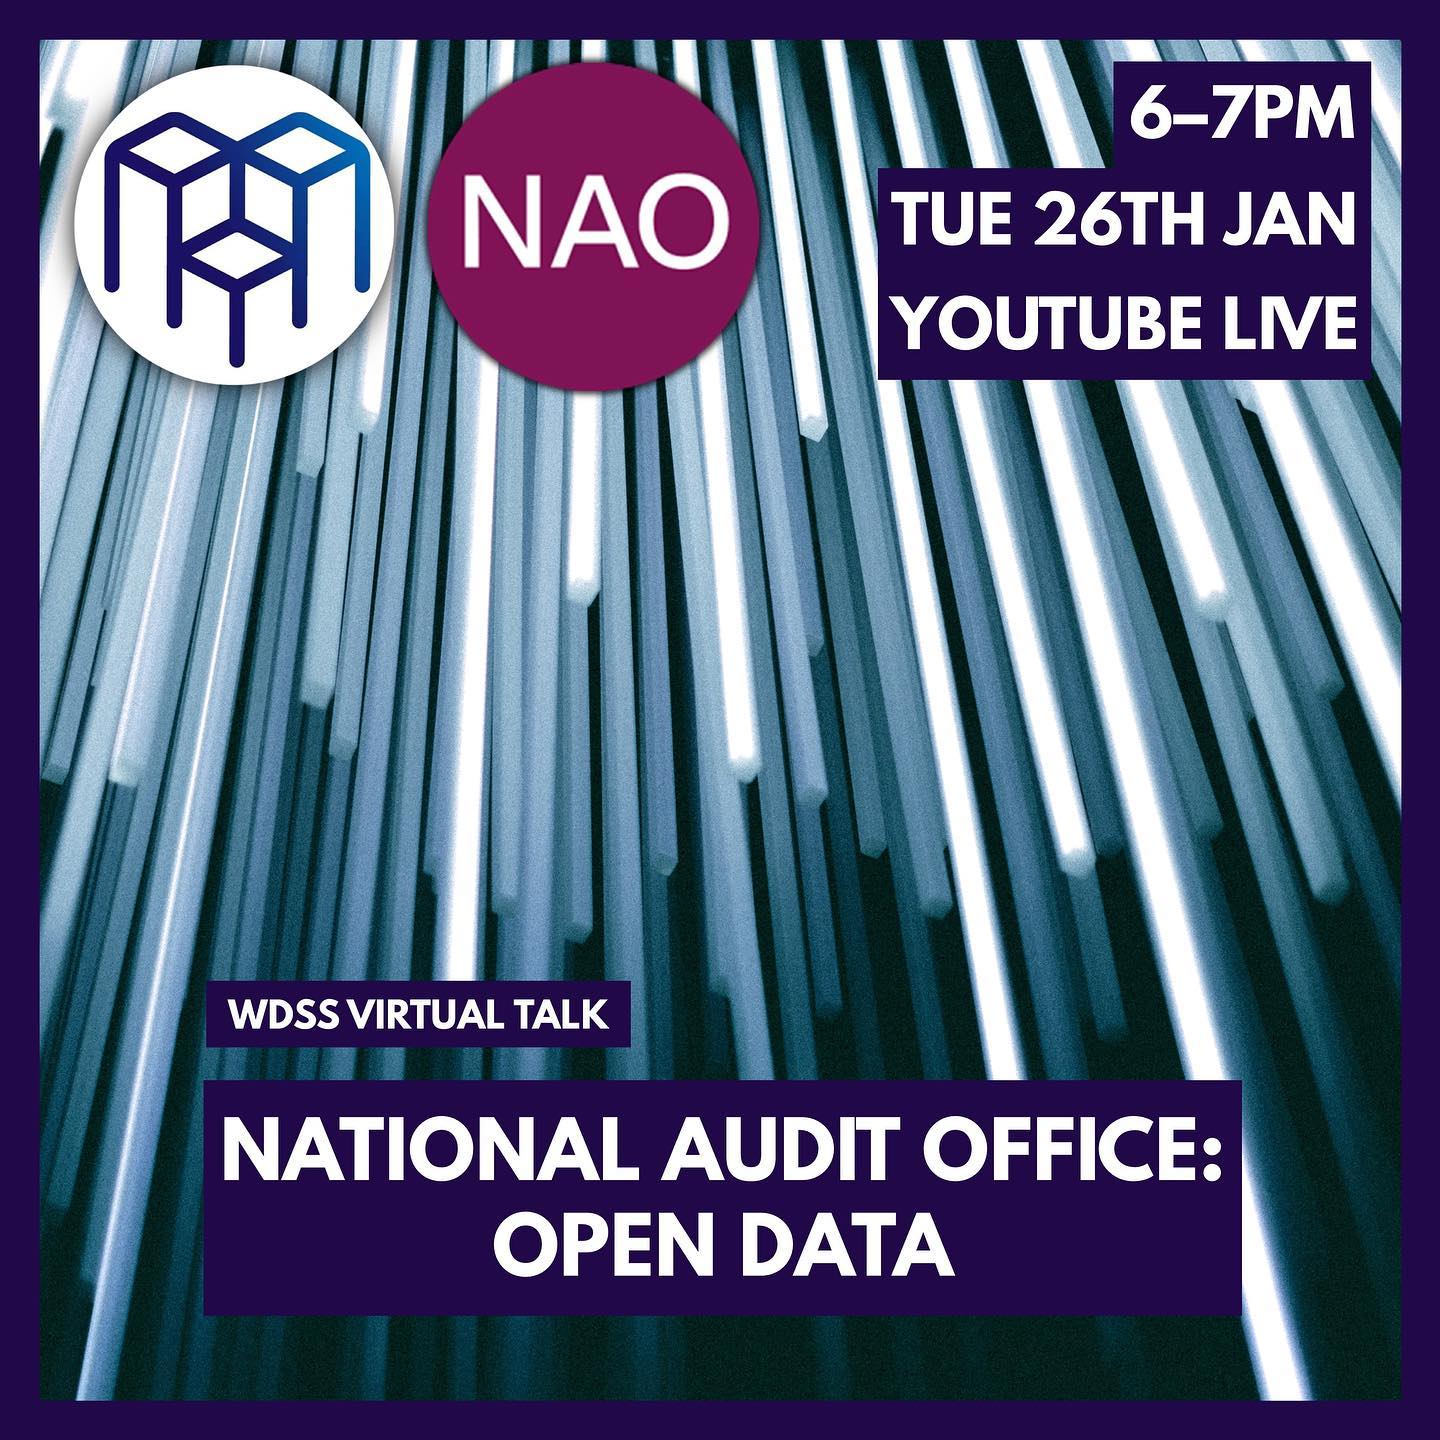 NAO
6–7PM
TUE 26TH JAN
YOUTUBE LIVE
WDSS VIRTUAL TALK
NATIONAL AUDIT OFFICE:
OPEN DATA